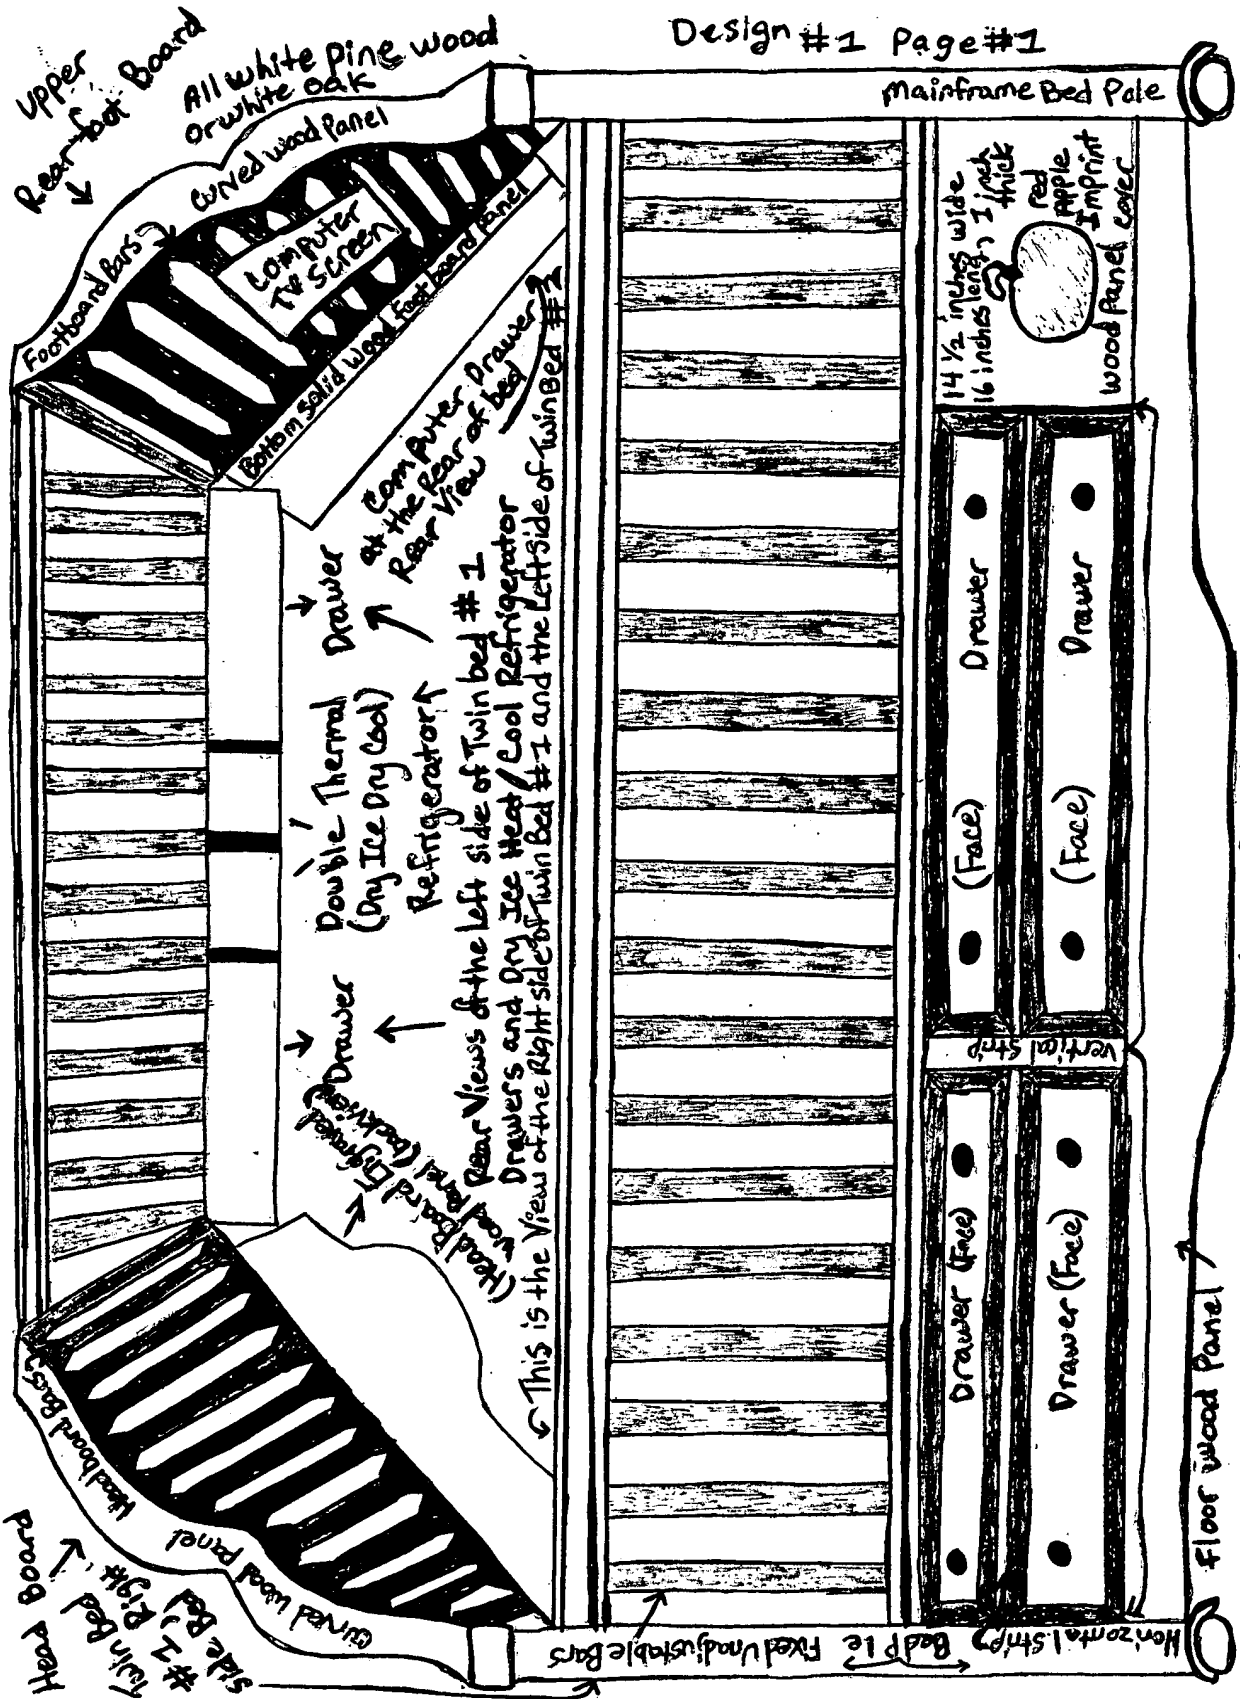 Design #1 Page #1
Mainframe Bed Pole
upper
Rear foot Board
All white pine wood
or white oak
curved wood Panel
Footboard Bars
Computer
TV Screen
Bottom solid wood foot board panel
14 ½ inches wide
16 inches long, 1 inch
thick
Red
Apple
Imprint
wood panel cover
Computer Drawer
at the Rear of bed
Rear View
Drawer
Double Thermal
(Dry Ice Dry Cool)
Refrigerator
Drawer
(Head Board Engraved
wood panel (backview)
Rear Views of the left side of Twin bed #1
Drawers and Dry Ice Heat/Cool Refrigerator
This is the View of the Right side of Twin Bed #1 and the Left side of Twin Bed #1
Drawer
(Face)
Drawer
(Face)
vertical strip
Drawer (Face)
Drawer (Face)
Floor wood Panel
Horizontal Strip
Fixed Unadjustable Bars
Headboard Bars
curved wood panel
Head Board
Twin Bed
#1 Right
side Bed